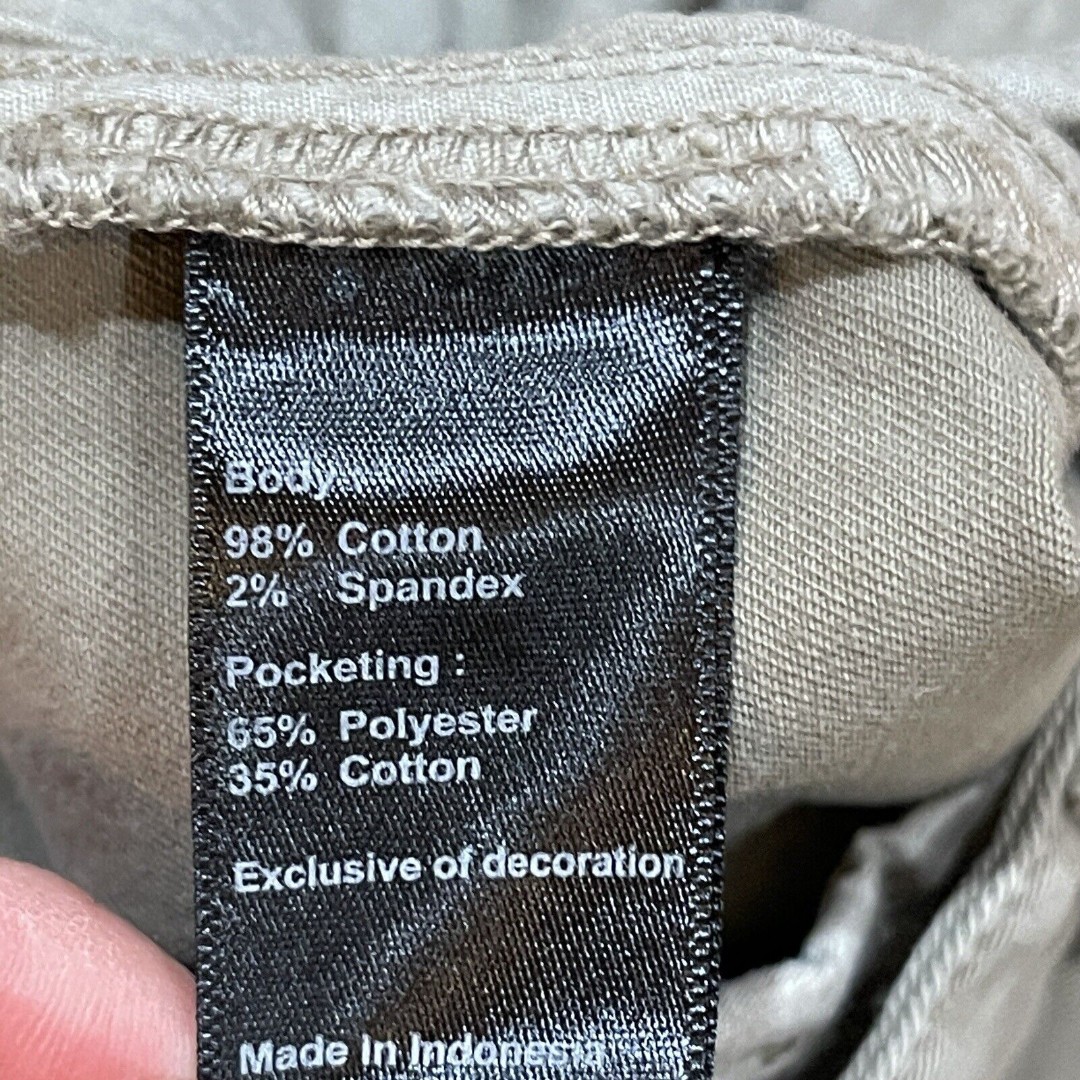 Body:
98% Cotton
2% Spandex
Pocketing :
65% Polyester
35% Cotton
Exclusive of decoration
Made In Indonesia